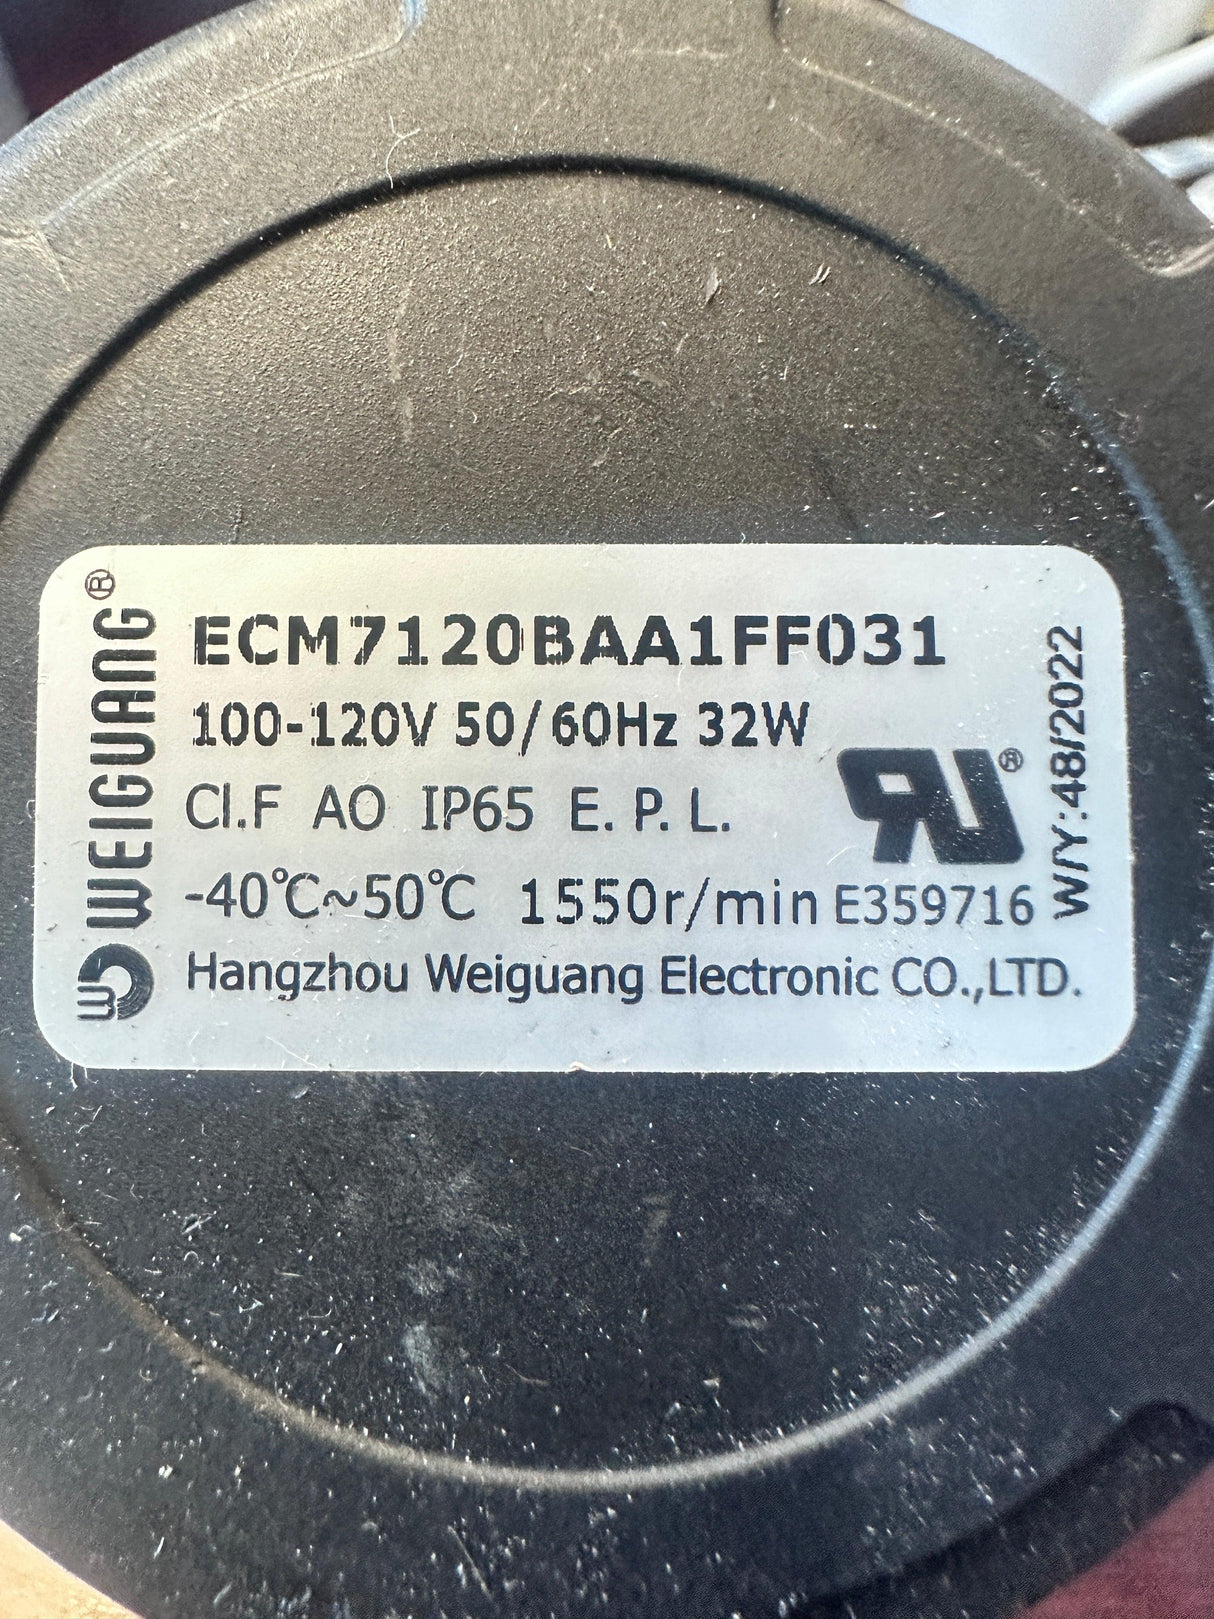 WEIGUANG®
ECM7120BAA1FF031
100-120V 50/60Hz 32W
Cl.F AO IP65 E.P.L.
-40℃~50℃ 1550r/min E359716
Hangzhou Weiguang Electronic CO.,LTD.
RU®
W/Y:48/2022